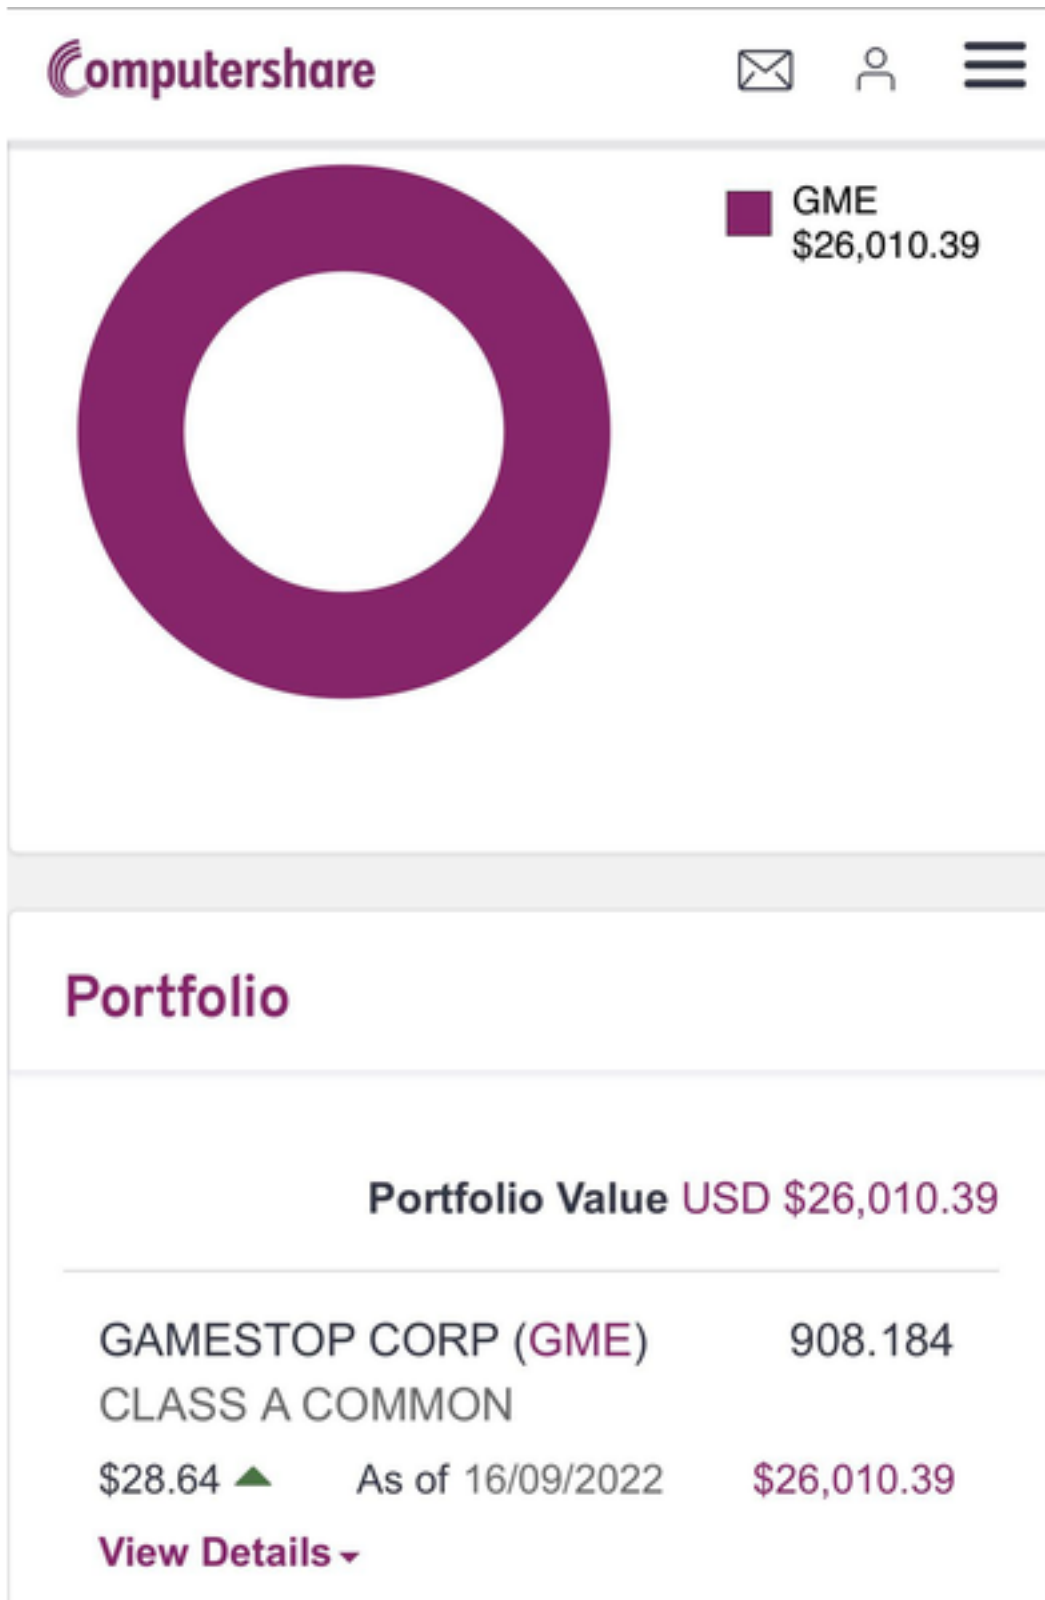 Computershare
GME
$26,010.39
Portfolio
Portfolio Value USD $26,010.39
GAMESTOP CORP (GME) 908.184
CLASS A COMMON
$28.64 As of 16/09/2022 $26,010.39
View Details